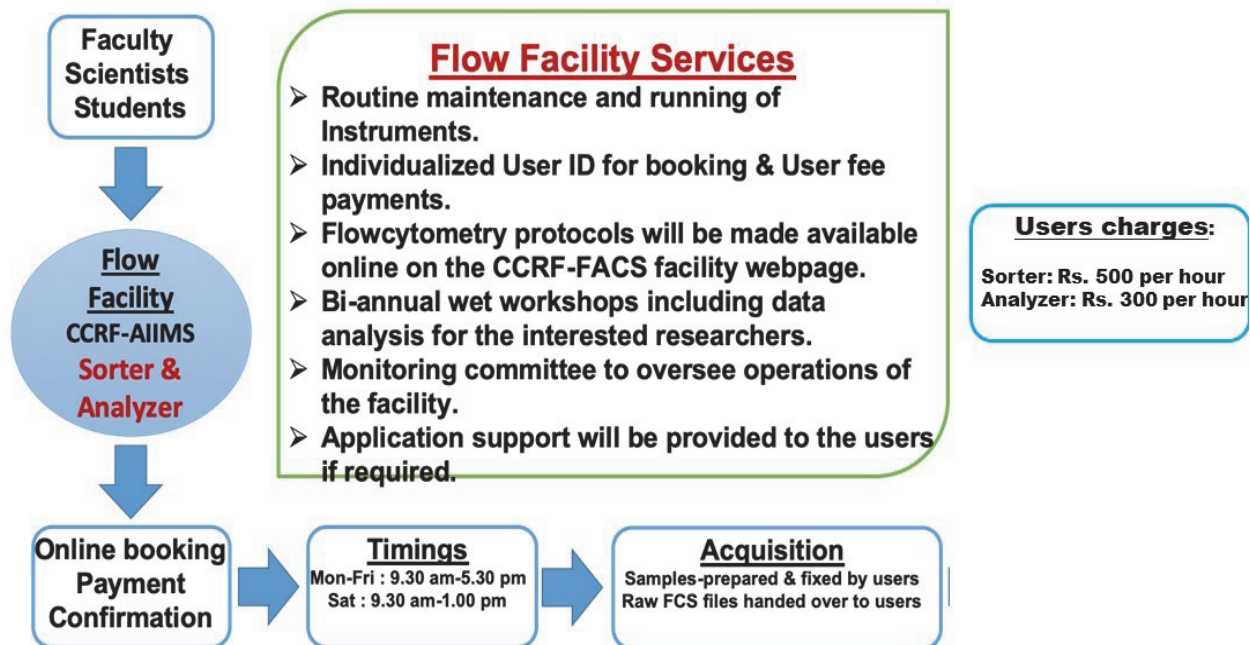 Faculty
Scientists
Students
Flow
Facility
CCRF-AIIMS
Sorter &
Analyzer
Flow Facility Services
➢ Routine maintenance and running of
Instruments.
➢ Individualized User ID for booking & User fee
payments.
➢ Flowcytometry protocols will be made available
online on the CCRF-FACS facility webpage.
➢ Bi-annual wet workshops including data
analysis for the interested researchers.
➢ Monitoring committee to oversee operations of
the facility.
➢ Application support will be provided to the users
if required.
Users charges:
Sorter: Rs. 500 per hour
Analyzer: Rs. 300 per hour
Online booking
Payment
Confirmation
Timings
Mon-Fri : 9.30 am-5.30 pm
Sat : 9.30 am-1.00 pm
Acquisition
Samples-prepared & fixed by users
Raw FCS files handed over to users